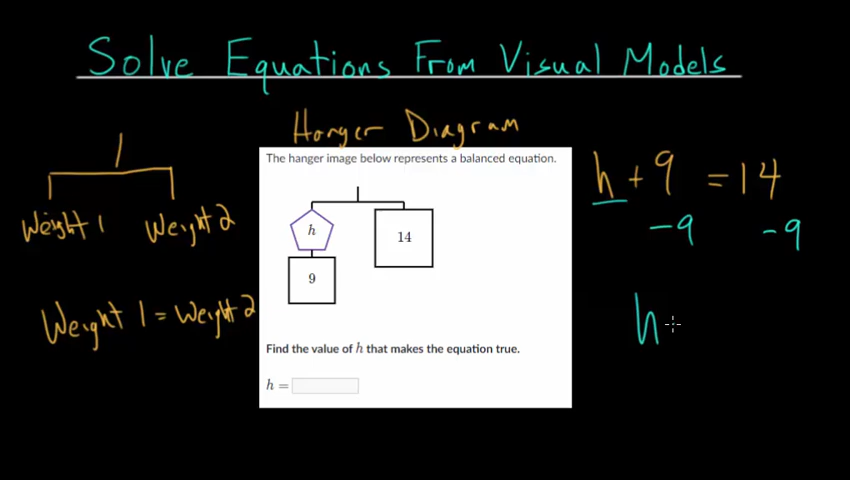 Solve Equations From Visual Models
Hanger Diagram
The hanger image below represents a balanced equation.
h + 9 = 14
-9 -9
h
Weight 1 Weight 2
Weight 1 = Weight 2
h
14
9
Find the value of h that makes the equation true.
h =